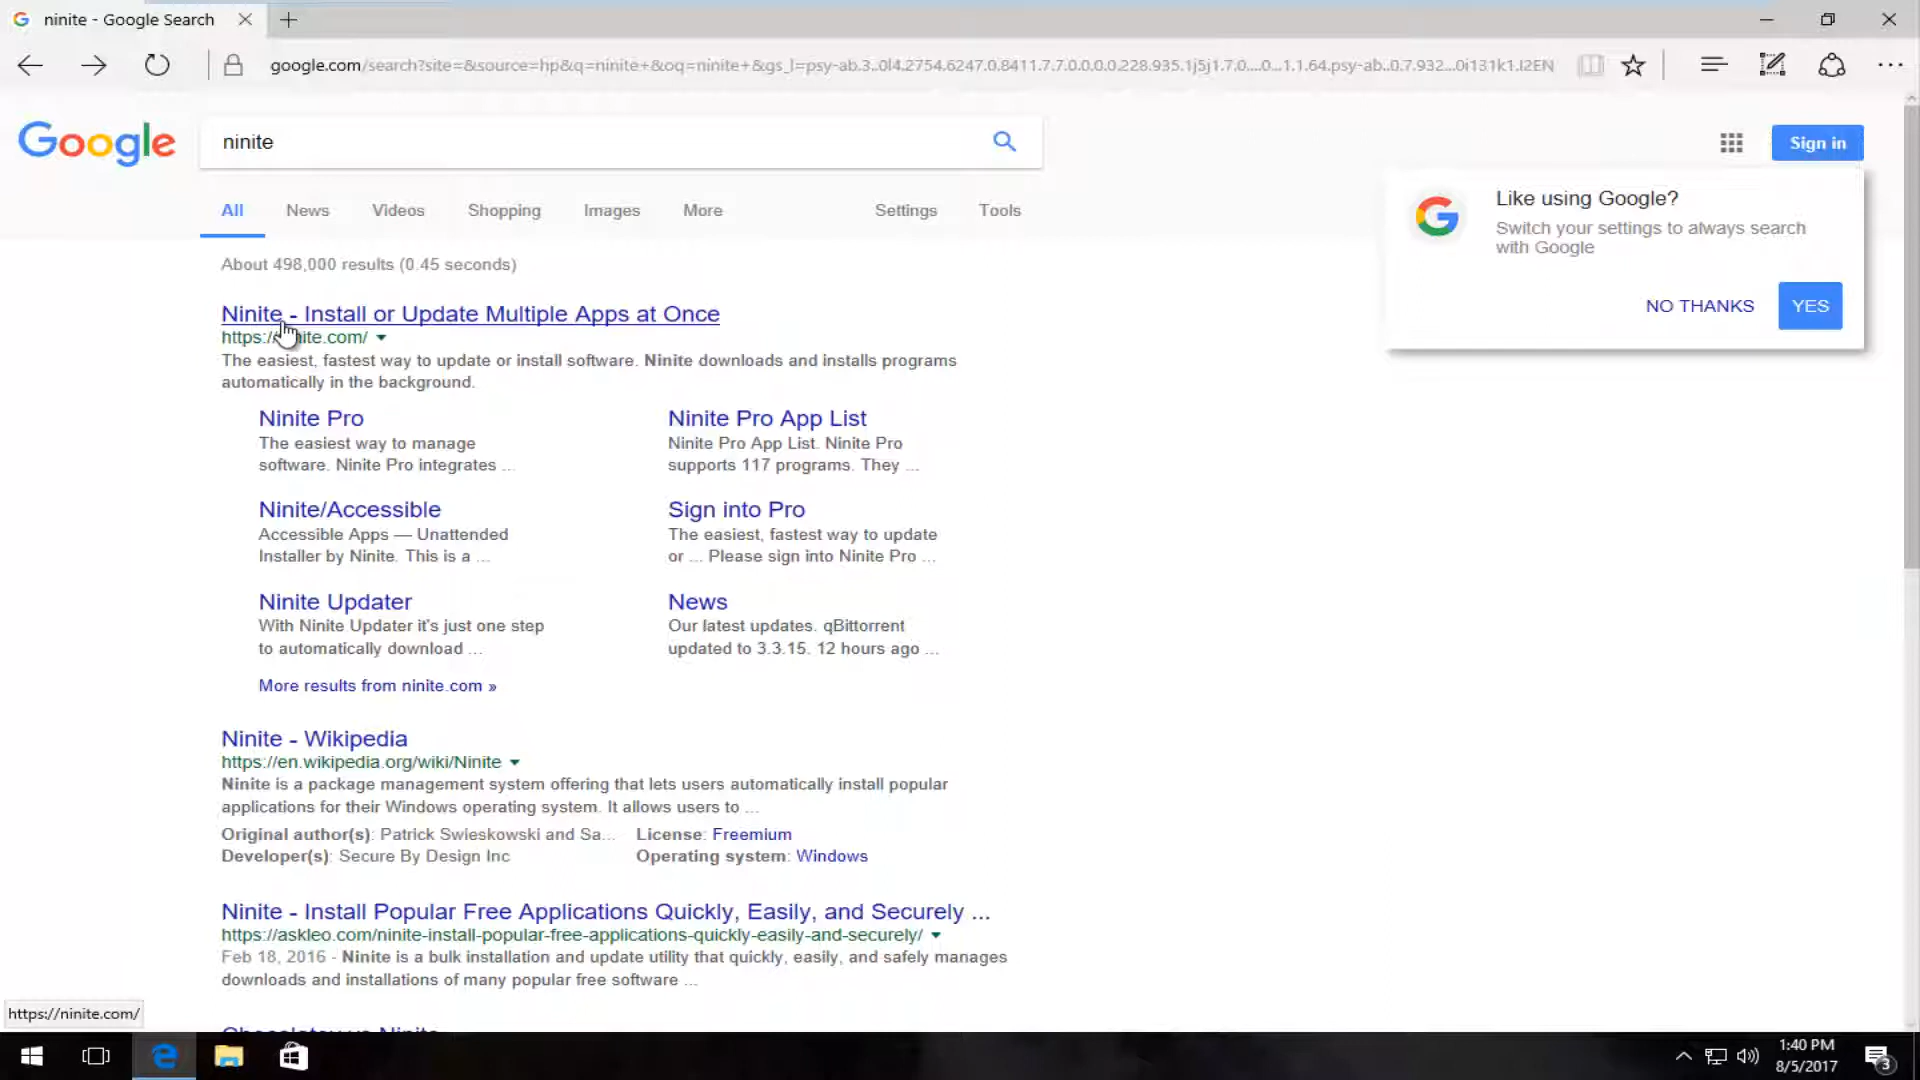 ninite - Google Search
google.com/search?site=&source=hp&q=ninite+&oq=ninite+&gs_l=psy-ab.3..0l4.2754.6247.0.8411.7.7.0.0.0.0.228.935.1j5j1.7.0....0...1.1.64.psy-ab..0.7.932...0i131k1.I2EN
Google
ninite
Sign in
All News Videos Shopping Images More Settings Tools
Like using Google?
Switch your settings to always search
with Google
NO THANKS YES
About 498,000 results (0.45 seconds)
Ninite - Install or Update Multiple Apps at Once
https://ninite.com/
The easiest, fastest way to update or install software. Ninite downloads and installs programs
automatically in the background.
Ninite Pro
The easiest way to manage
software. Ninite Pro integrates ...
Ninite Pro App List
Ninite Pro App List. Ninite Pro
supports 117 programs. They ...
Ninite/Accessible
Accessible Apps — Unattended
Installer by Ninite. This is a ...
Sign into Pro
The easiest, fastest way to update
or ... Please sign into Ninite Pro ...
Ninite Updater
With Ninite Updater it's just one step
to automatically download ...
News
Our latest updates. qBittorrent
updated to 3.3.15. 12 hours ago ...
More results from ninite.com »
Ninite - Wikipedia
https://en.wikipedia.org/wiki/Ninite
Ninite is a package management system offering that lets users automatically install popular
applications for their Windows operating system. It allows users to ...
Original author(s): Patrick Swieskowski and Sa... License: Freemium
Developer(s): Secure By Design Inc Operating system: Windows
Ninite - Install Popular Free Applications Quickly, Easily, and Securely ...
https://askleo.com/ninite-install-popular-free-applications-quickly-easily-and-securely/
Feb 18, 2016 - Ninite is a bulk installation and update utility that quickly, easily, and safely manages
downloads and installations of many popular free software ...
Chocolatey vs Ninite
https://ninite.com/
1:40 PM
8/5/2017
3